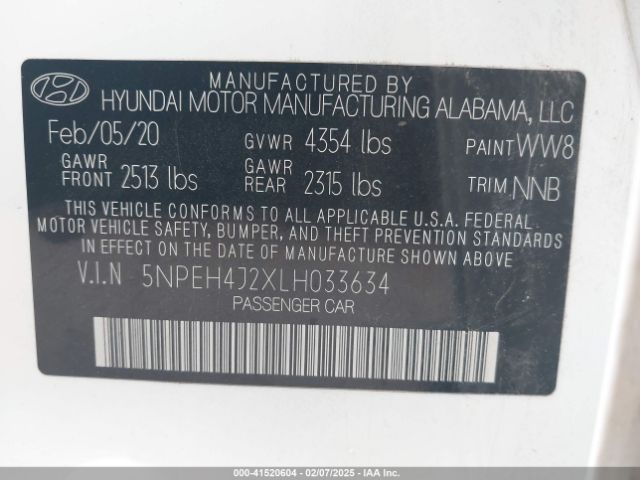 MANUFACTURED BY
HYUNDAI MOTOR MANUFACTURING ALABAMA, LLC
Feb/05/20 GVWR 4354 lbs PAINT WW8
GAWR FRONT 2513 lbs GAWR REAR 2315 lbs TRIM NNB
THIS VEHICLE CONFORMS TO ALL APPLICABLE U.S.A. FEDERAL
MOTOR VEHICLE SAFETY, BUMPER, AND THEFT PREVENTION STANDARDS
IN EFFECT ON THE DATE OF MANUFACTURE SHOWN ABOVE.
V.I.N 5NPEH4J2XLH033634
PASSENGER CAR
000-41520604 - 02/07/2025 - IAA Inc.